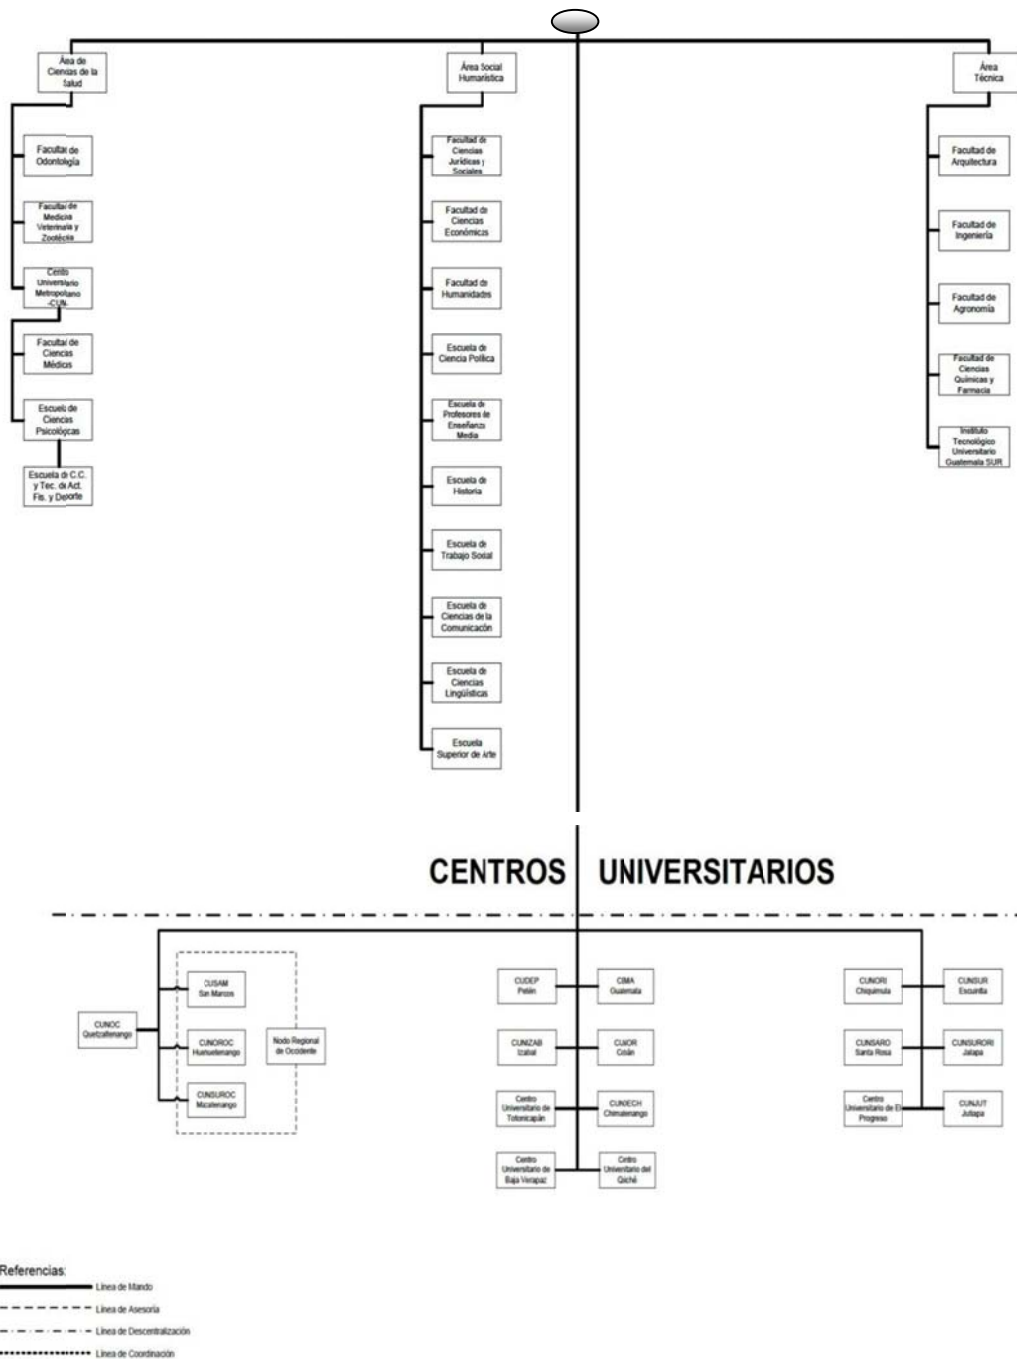 Área de
Ciencias de la
Salud
Área Social
Humanística
Área
Técnica
Facultad de
Odontología
Facultad de
Medicina
Veterinaria y
Zootécnia
Centro
Universitario
Metropolitano
-CUM-
Facultad de
Ciencias
Médicas
Escuela de
Ciencias
Psicológicas
Escuela de C.C.
y Tec. de Act.
Fis. y Deporte
Facultad de
Ciencias
Jurídicas y
Sociales
Facultad de
Ciencias
Económicas
Facultad de
Humanidades
Escuela de
Ciencia Política
Escuela de
Profesores de
Enseñanza
Media
Escuela de
Historia
Escuela de
Trabajo Social
Escuela de
Ciencias de la
Comunicación
Escuela de
Ciencias
Lingüísticas
Escuela
Superior de Arte
Facultad de
Arquitectura
Facultad de
Ingeniería
Facultad de
Agronomía
Facultad de
Ciencias
Químicas y
Farmacia
Instituto
Tecnológico
Universitario
Guatemala SUR
CENTROS UNIVERSITARIOS
CUNOC
Quetzaltenango
CUSAM
San Marcos
CUNOROC
Huehuetenango
CUNSUROC
Mazatenango
Nodo Regional
de Occidente
CUDEP
Petén
CEMA
Guatemala
CUNIZAB
Izabal
CUNOR
Cobán
Centro
Universitario de
Totonicapán
CUNDECH
Chimaltenango
Centro
Universitario de
Baja Verapaz
Centro
Universitario del
Quiché
CUNORI
Chiquimula
CUNSUR
Escuintla
CUNSARO
Santa Rosa
CUNSURORI
Jalapa
Centro
Universitario de El
Progreso
CUNJUT
Jutiapa
Referencias:
Línea de Mando
Línea de Asesoría
Línea de Descentralización
Línea de Coordinación